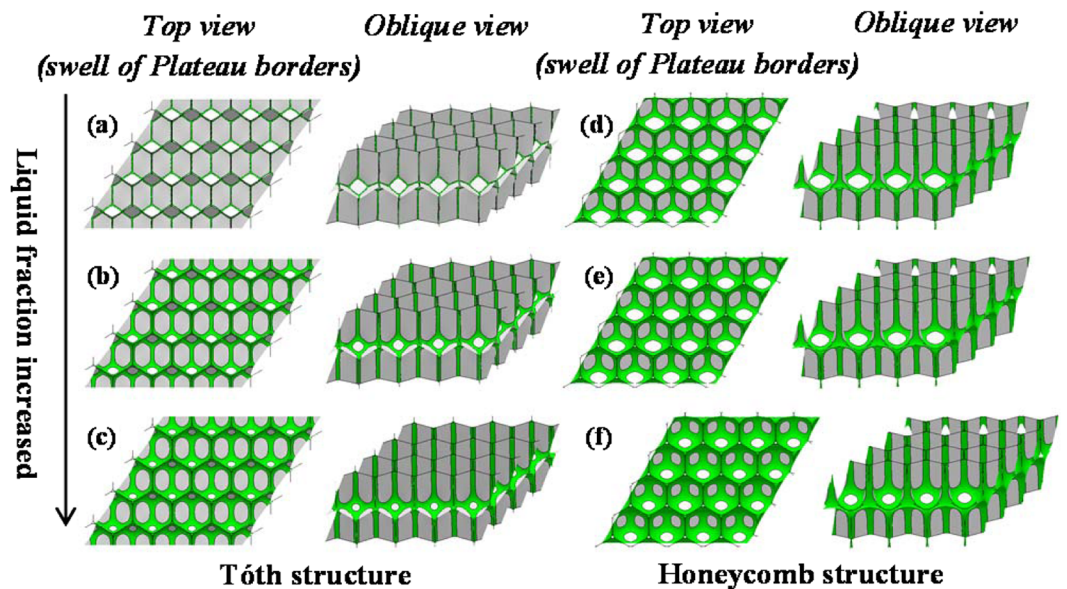 Top view
Oblique view
Top view
Oblique view
(swell of Plateau borders)
(swell of Plateau borders)
Liquid fraction increased
(a)
(d)
(b)
(e)
(c)
(f)
Tóth structure
Honeycomb structure